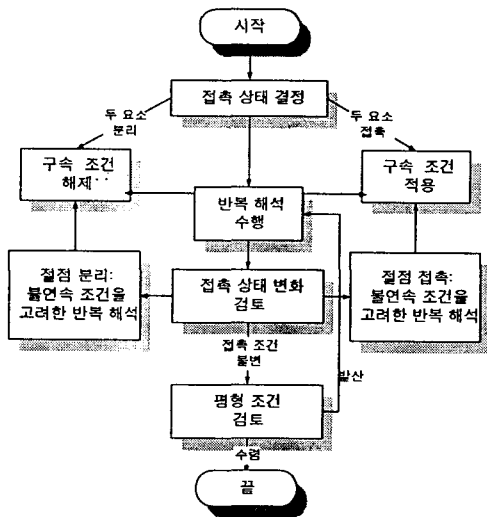 시작
접촉 상태 결정
두 요소
분리
두 요소
접촉
구속 조건
해제
구속 조건
적용
반복 해석
수행
절점 분리:
불연속 조건을
고려한 반복 해석
접촉 상태 변화
검토
절점 접촉:
불연속 조건을
고려한 반복 해석
접촉 조건
불변
발산
평형 조건
검토
수렴
끝